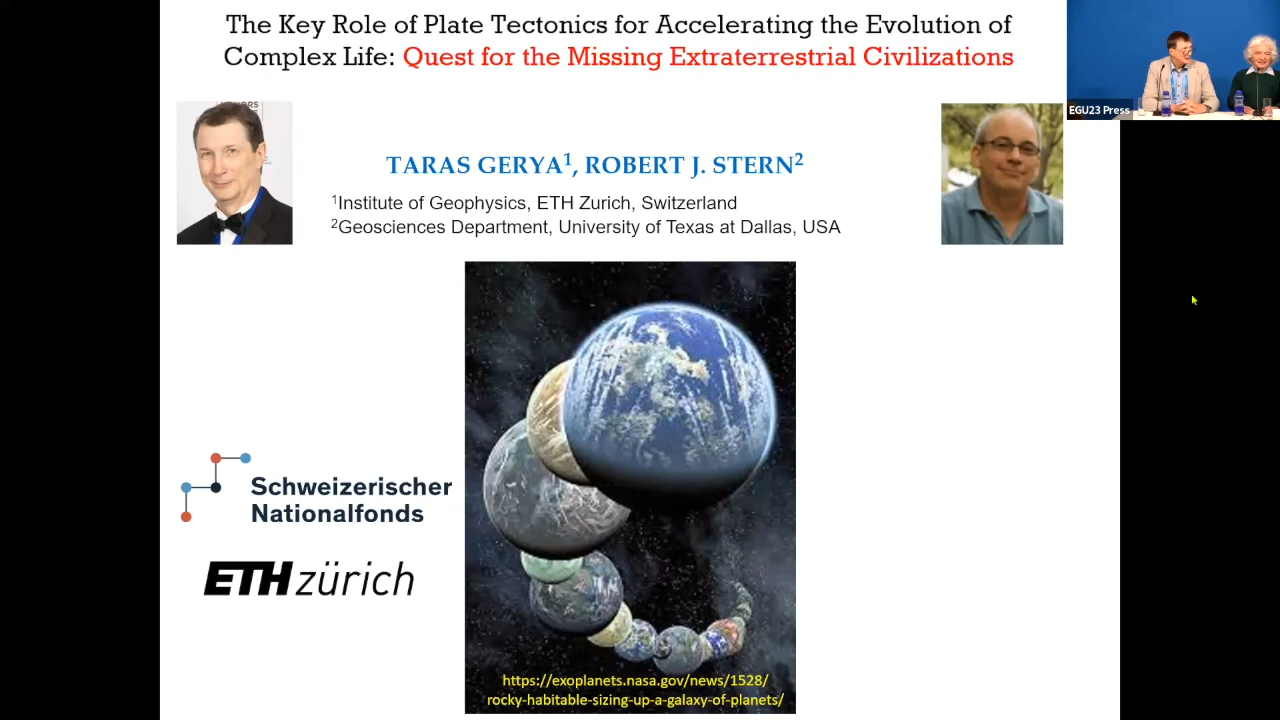 The Key Role of Plate Tectonics for Accelerating the Evolution of
Complex Life: Quest for the Missing Extraterrestrial Civilizations
EGU23 Press
TARAS GERYA¹, ROBERT J. STERN²
¹Institute of Geophysics, ETH Zurich, Switzerland
²Geosciences Department, University of Texas at Dallas, USA
Schweizerischer
Nationalfonds
ETH zürich
https://exoplanets.nasa.gov/news/1528/
rocky-habitable-sizing-up-a-galaxy-of-planets/